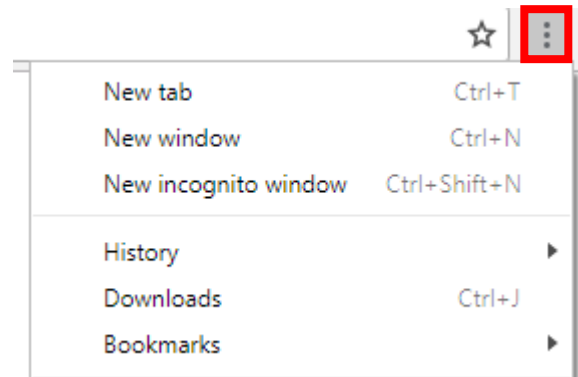 New tab Ctrl+T
New window Ctrl+N
New incognito window Ctrl+Shift+N
History
Downloads Ctrl+J
Bookmarks